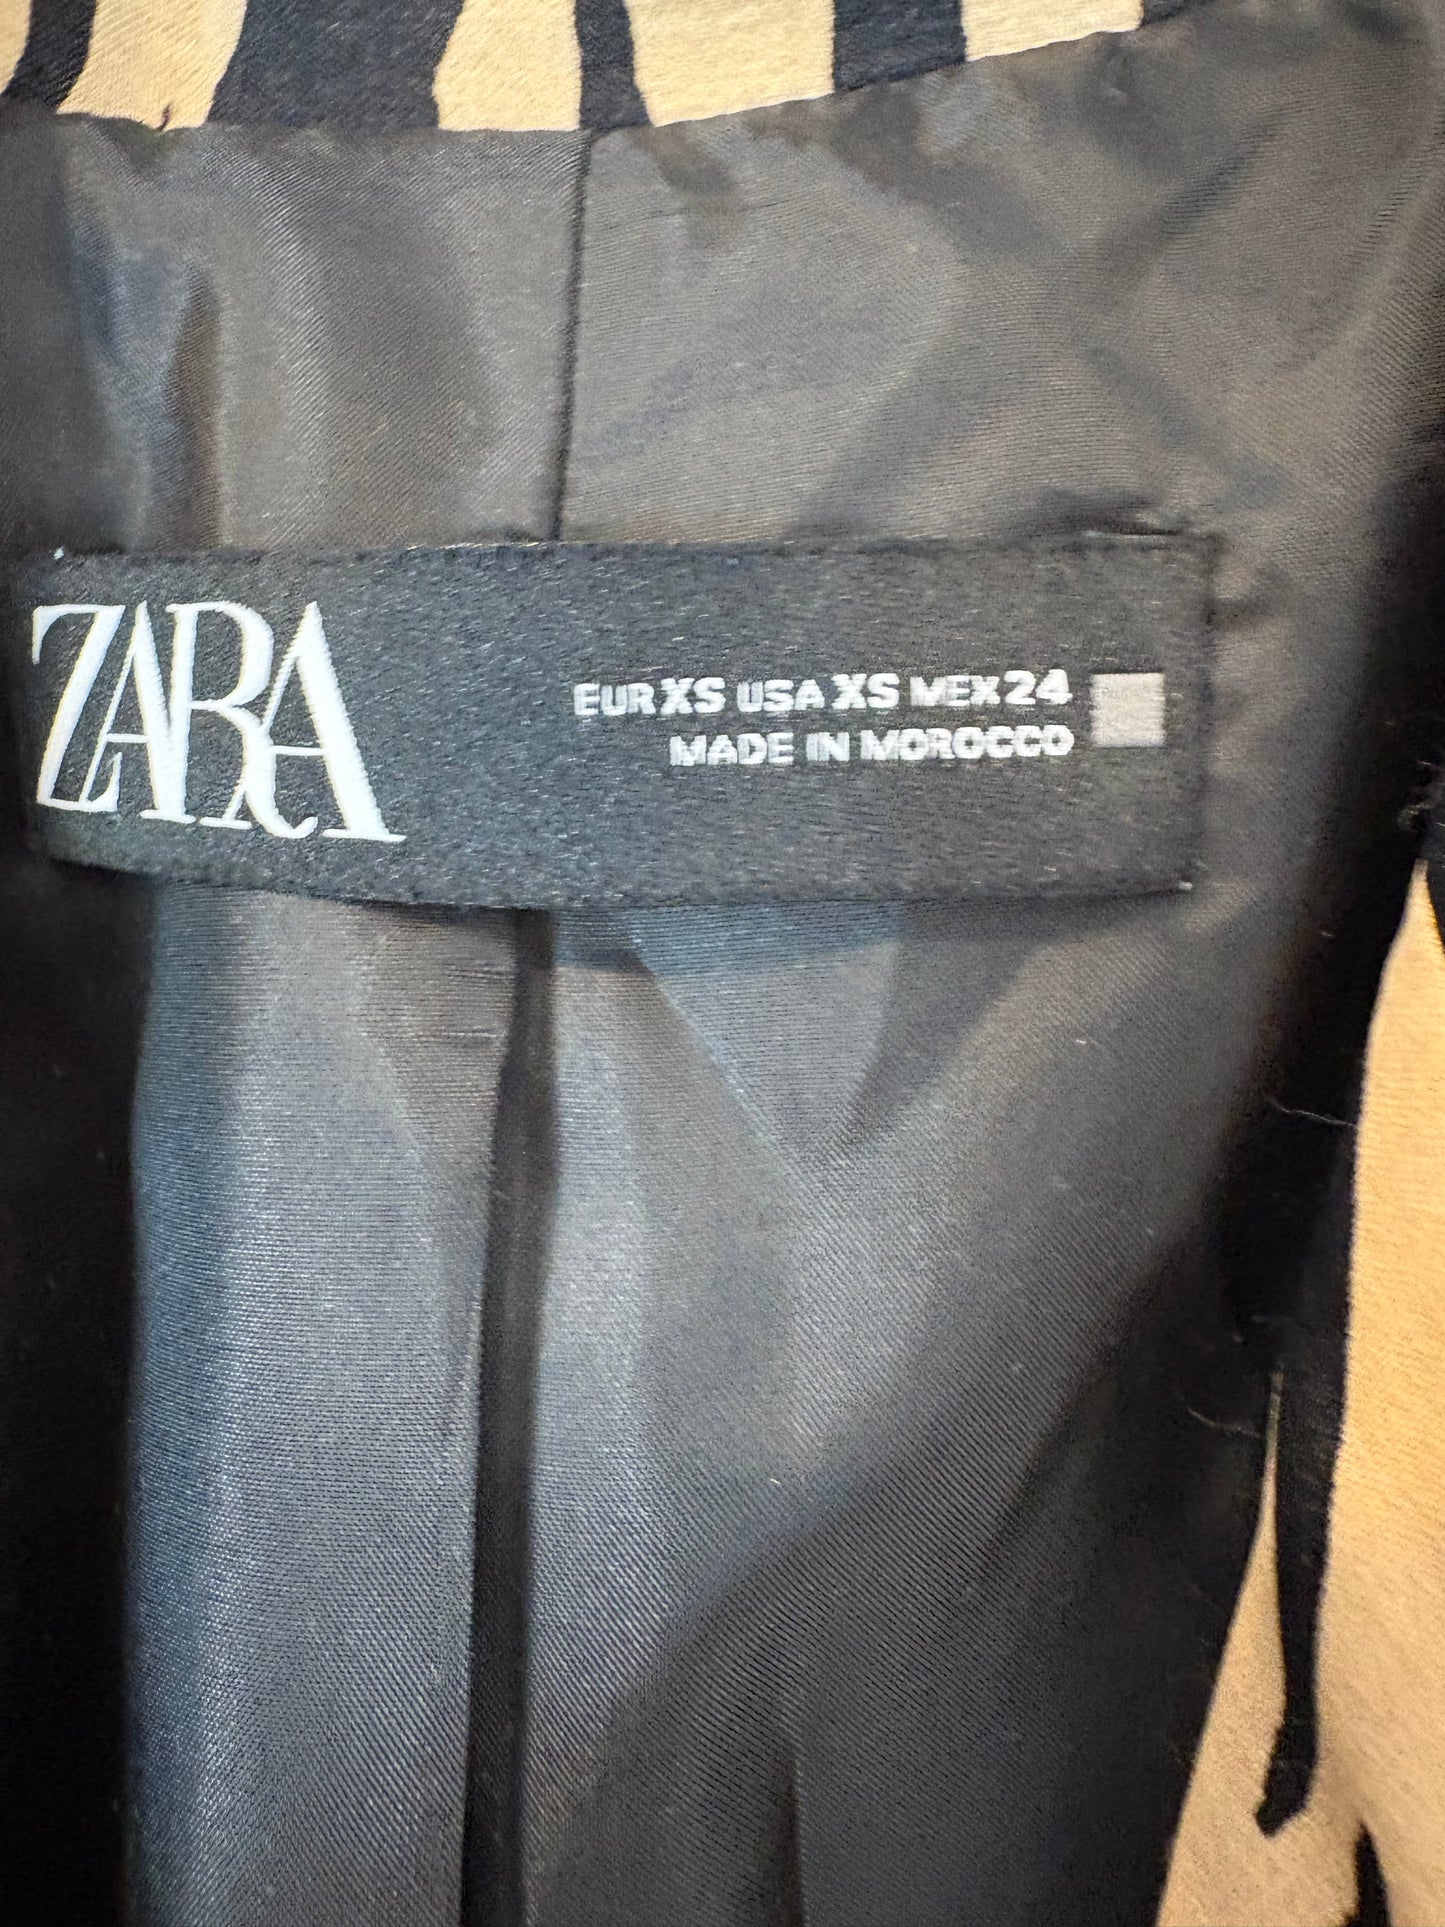 ZARA
EUR XS USA XS MEX 24
MADE IN MOROCCO